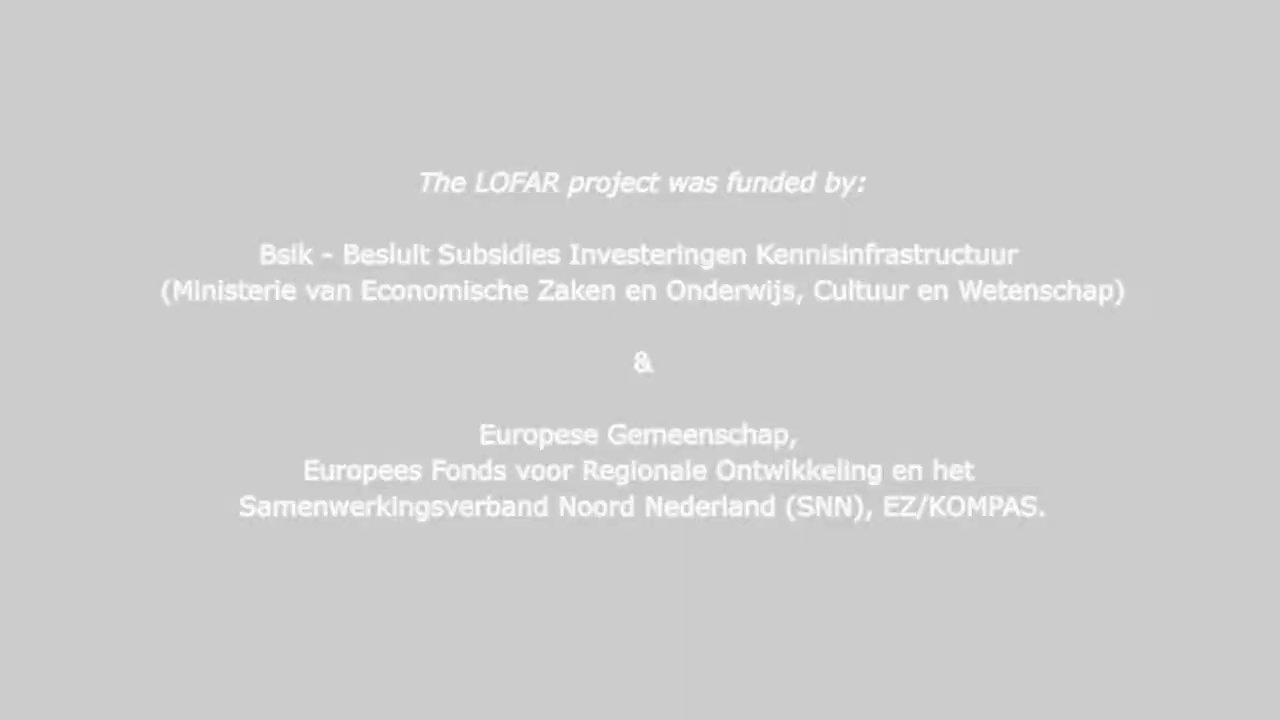 The LOFAR project was funded by:
Bsik - Besluit Subsidies Investeringen Kennisinfrastructuur
(Ministerie van Economische Zaken en Onderwijs, Cultuur en Wetenschap)
&
Europese Gemeenschap,
Europees Fonds voor Regionale Ontwikkeling en het
Samenwerkingsverband Noord Nederland (SNN), EZ/KOMPAS.